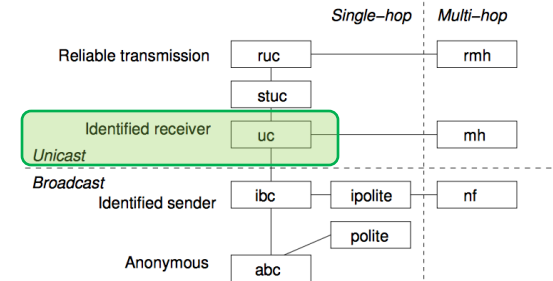 Single-hop Multi-hop
Reliable transmission ruc rmh
stuc
Identified receiver uc mh
Unicast
Broadcast
Identified sender ibc ipolite nf
polite
Anonymous abc